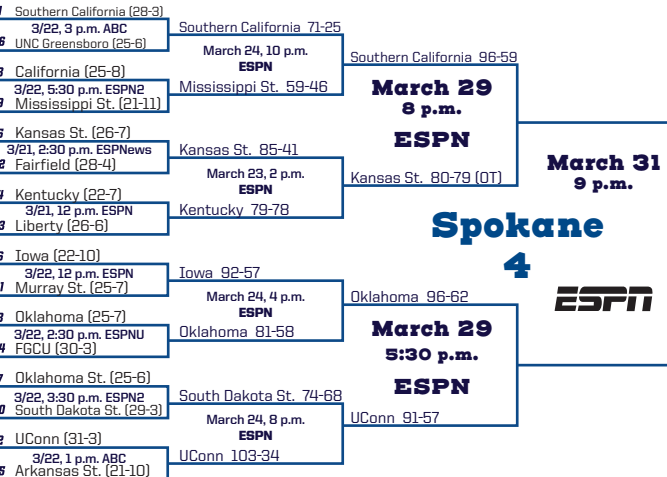 Southern California (28-3)
3/22, 3 p.m. ABC
UNC Greensboro (25-6)
California (25-8)
3/22, 5:30 p.m. ESPN2
Mississippi St. (21-11)
Kansas St. (26-7)
3/21, 2:30 p.m. ESPNews
Fairfield (28-4)
Kentucky (22-7)
3/21, 12 p.m. ESPN
Liberty (26-6)
Iowa (22-10)
3/22, 12 p.m. ESPN
Murray St. (25-7)
Oklahoma (25-7)
3/22, 2:30 p.m. ESPNU
FGCU (30-3)
Oklahoma St. (25-6)
3/22, 3:30 p.m. ESPN2
South Dakota St. (29-3)
UConn (31-3)
3/22, 1 p.m. ABC
Arkansas St. (21-10)
Southern California 71-25
March 24, 10 p.m.
ESPN
Mississippi St. 59-46
Kansas St. 85-41
March 23, 2 p.m.
ESPN
Kentucky 79-78
Iowa 92-57
March 24, 4 p.m.
ESPN
Oklahoma 81-58
South Dakota St. 74-68
March 24, 8 p.m.
ESPN
UConn 103-34
Southern California 96-59
March 29
8 p.m.
ESPN
Kansas St. 80-79 (OT)
Oklahoma 96-62
March 29
5:30 p.m.
ESPN
UConn 91-57
March 31
9 p.m.
Spokane
4
ESPN